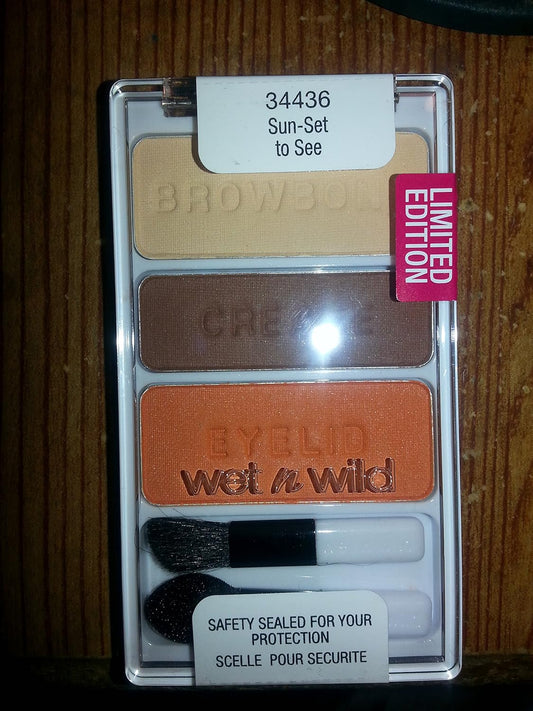 34436
Sun-Set
to See
BROWBONE
LIMITED
EDITION
CREASE
EYELID
wet n wild
SAFETY SEALED FOR YOUR
PROTECTION
SCELLE POUR SECURITE